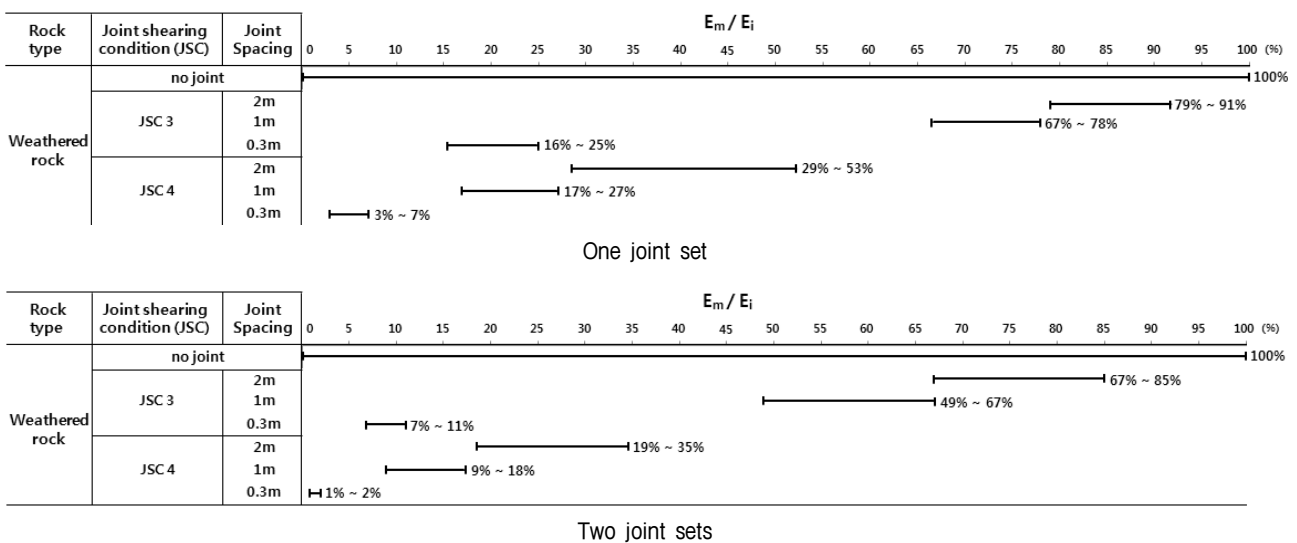 E_m / E_i
Rock type Joint shearing condition (JSC) Joint Spacing 0 5 10 15 20 25 30 35 40 45 50 55 60 65 70 75 80 85 90 95 100 (%)
no joint 100%
Weathered rock
JSC 3
2m 79% ~ 91%
1m 67% ~ 78%
0.3m 16% ~ 25%
JSC 4
2m 29% ~ 53%
1m 17% ~ 27%
0.3m 3% ~ 7%
One joint set
E_m / E_i
Rock type Joint shearing condition (JSC) Joint Spacing 0 5 10 15 20 25 30 35 40 45 50 55 60 65 70 75 80 85 90 95 100 (%)
no joint 100%
Weathered rock
JSC 3
2m 67% ~ 85%
1m 49% ~ 67%
0.3m 7% ~ 11%
JSC 4
2m 19% ~ 35%
1m 9% ~ 18%
0.3m 1% ~ 2%
Two joint sets